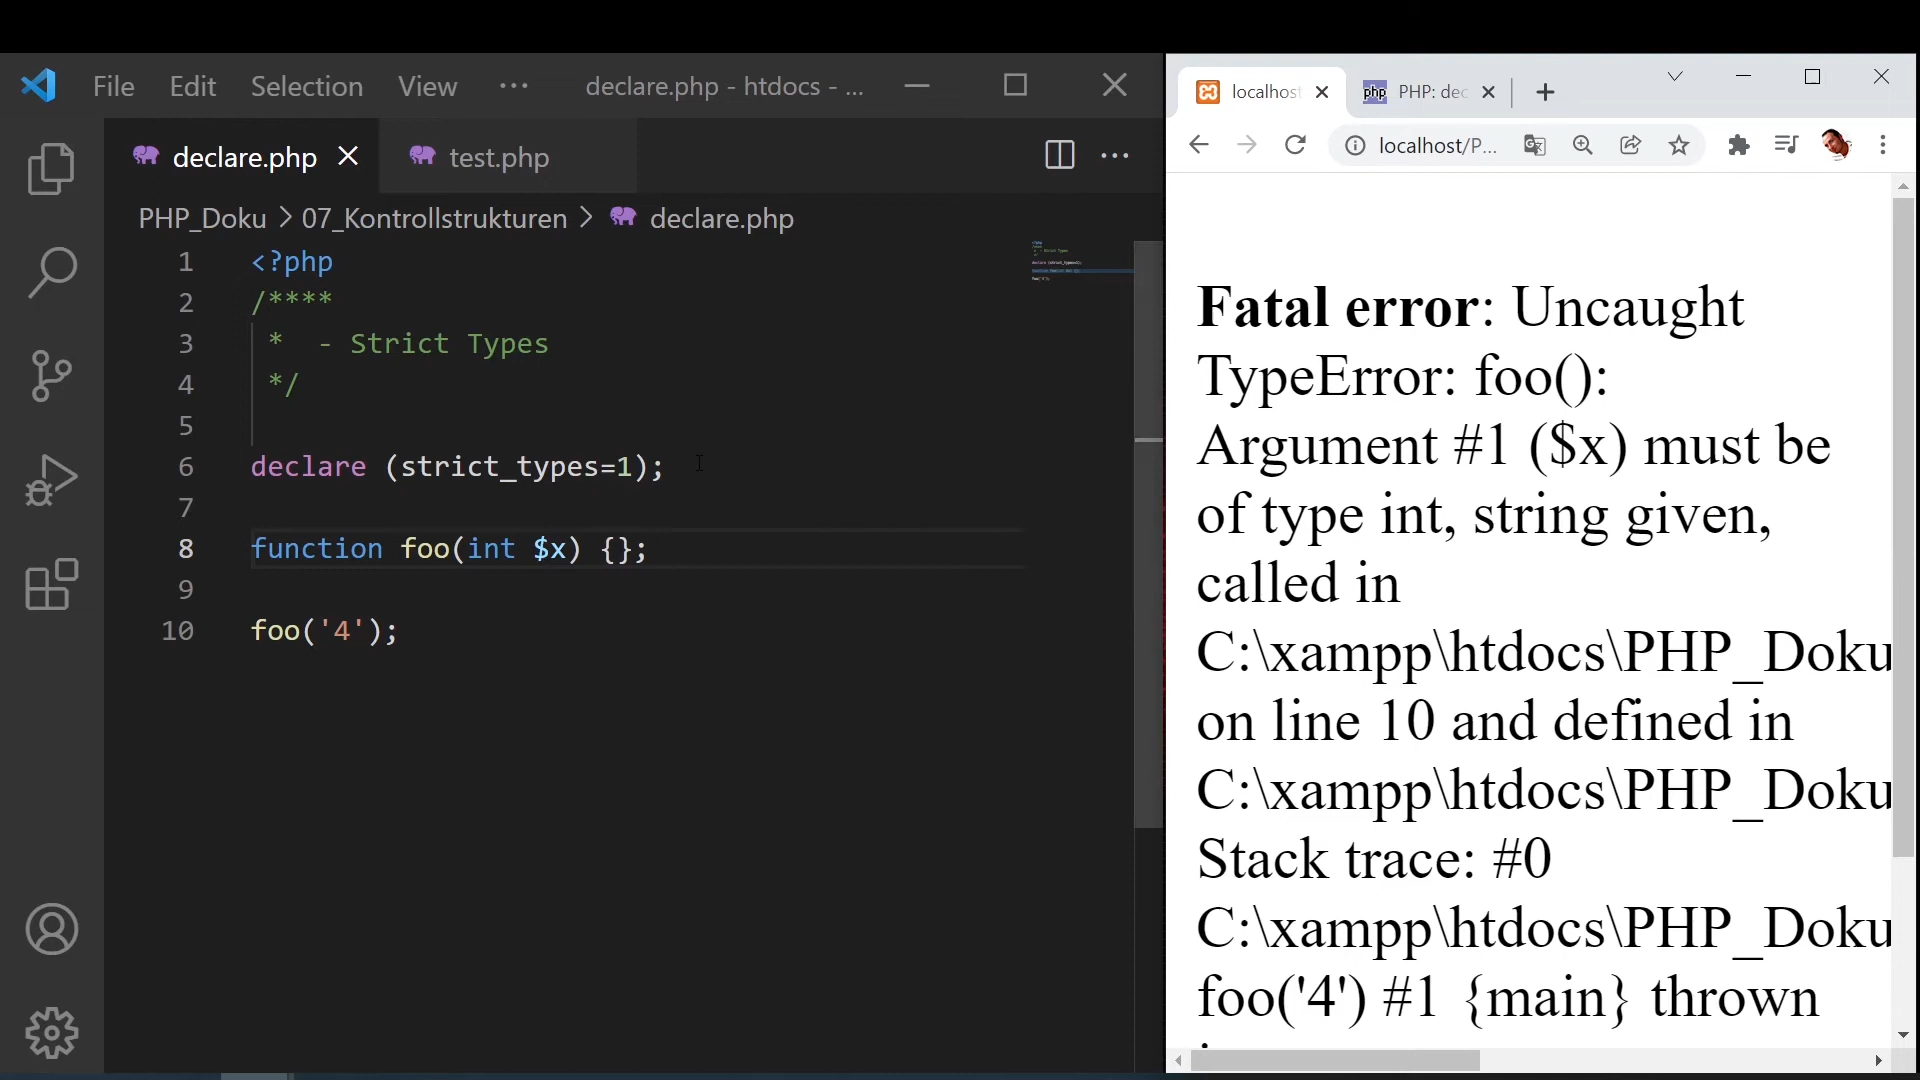 File Edit Selection View ··· declare.php - htdocs - ...
declare.php test.php
PHP_Doku > 07_Kontrollstrukturen > declare.php
1 <?php
2 /****
3 *  - Strict Types
4 */
5
6 declare (strict_types=1);
7
8 function foo(int $x) {};
9
10 foo('4');
localhost php PHP: dec
localhost/P...
Fatal error: Uncaught
TypeError: foo():
Argument #1 ($x) must be
of type int, string given,
called in
C:\xampp\htdocs\PHP_Doku
on line 10 and defined in
C:\xampp\htdocs\PHP_Doku
Stack trace: #0
C:\xampp\htdocs\PHP_Doku
foo('4') #1 {main} thrown